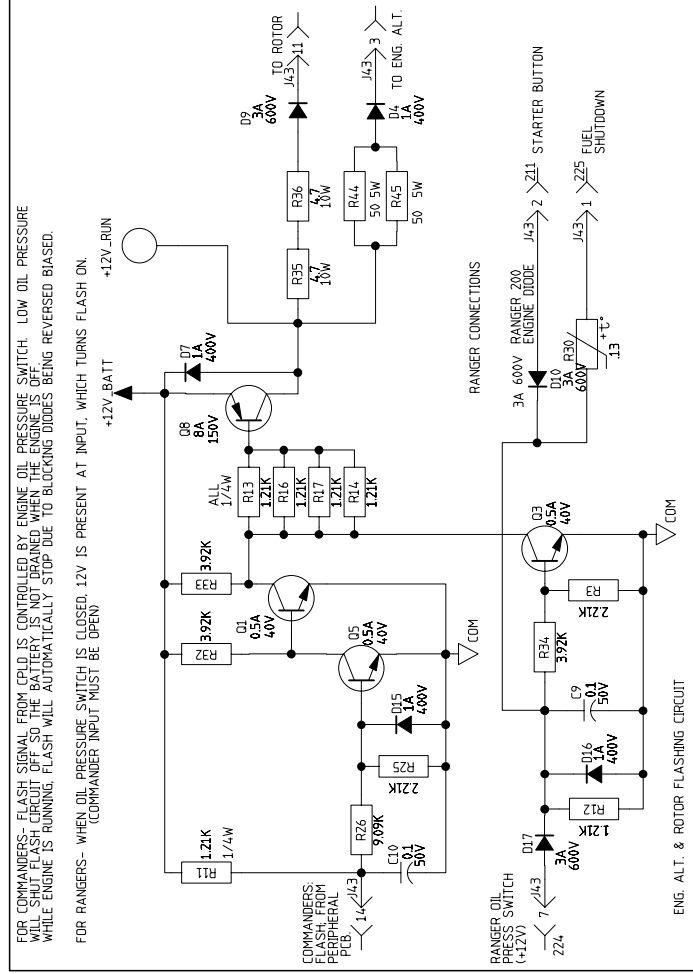 FOR COMMANDERS- FLASH SIGNAL FROM CPLD IS CONTROLLED BY ENGINE OIL PRESSURE SWITCH. LOW OIL PRESSURE
WILL SHUT FLASH CIRCUIT OFF SO THE BATTERY IS NOT DRAINED WHEN THE ENGINE IS OFF.
WHILE ENGINE IS RUNNING, FLASH WILL AUTOMATICALLY STOP DUE TO BLOCKING DIODES BEING REVERSED BIASED.
FOR RANGERS- WHEN OIL PRESSURE SWITCH IS CLOSED, 12V IS PRESENT AT INPUT, WHICH TURNS FLASH ON.
(COMMANDER INPUT MUST BE OPEN)
+12V_BATT
+12V_RUN
D7
1A
400V
Q8
8A
150V
R35
4.7
10W
R36
4.7
10W
D9
3A
600V
J43
11
TO ROTOR
R44
50 5W
R45
50 5W
D4
1A
400V
J43
3
TO ENG. ALT.
R11
1.21K
1/4W
R32
3.92K
R33
3.92K
ALL
1/4W
R13
1.21K
R16
1.21K
R17
1.21K
R14
1.21K
Q1
0.5A
40V
Q5
0.5A
40V
COMMANDERS:
FLASH; FROM
PERIPHERAL
PCB.
14
J43
R26
9.09K
C10
0.1
50V
R25
2.21K
D15
1A
400V
COM
RANGER CONNECTIONS
3A 600V
RANGER 200
ENGINE DIODE
D10
J43
2
211
STARTER BUTTON
R30
3A
600V
+t°
.13
J43
1
225
FUEL
SHUTDOWN
RANGER OIL
PRESS SWITCH
(+12V)
224
7
J43
D17
3A
600V
R12
1.21K
D16
1A
400V
C9
0.1
50V
R34
3.92K
R3
2.21K
Q3
0.5A
40V
COM
ENG. ALT. & ROTOR FLASHING CIRCUIT